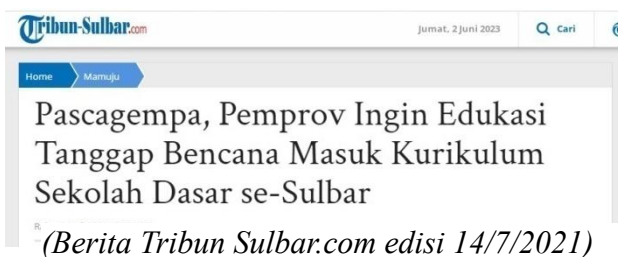 Tribun-Sulbar.com
Jumat, 2 Juni 2023
Cari
Home
Mamuju
Pascagempa, Pemprov Ingin Edukasi
Tanggap Bencana Masuk Kurikulum
Sekolah Dasar se-Sulbar
(Berita Tribun Sulbar.com edisi 14/7/2021)